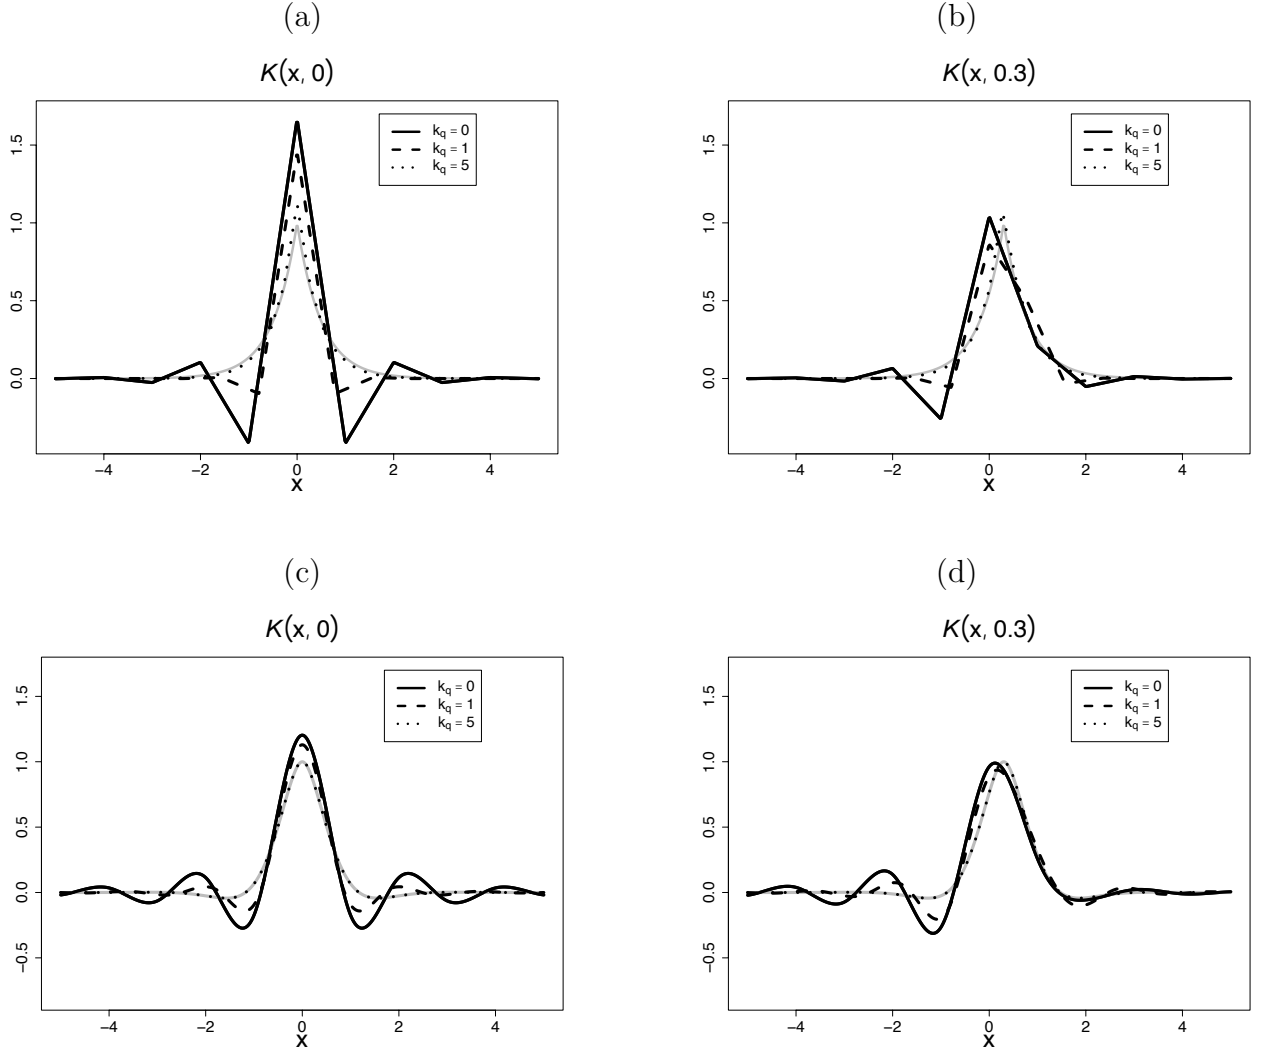 (a)
K(x, 0)
1.5
1.0
0.5
0.0
k_q = 0
k_q = 1
k_q = 5
−4 −2 0 2 4
x
(b)
K(x, 0.3)
1.5
1.0
0.5
0.0
k_q = 0
k_q = 1
k_q = 5
−4 −2 0 2 4
x
(c)
K(x, 0)
1.5
1.0
0.5
0.0
−0.5
k_q = 0
k_q = 1
k_q = 5
−4 −2 0 2 4
x
(d)
K(x, 0.3)
1.5
1.0
0.5
0.0
−0.5
k_q = 0
k_q = 1
k_q = 5
−4 −2 0 2 4
x